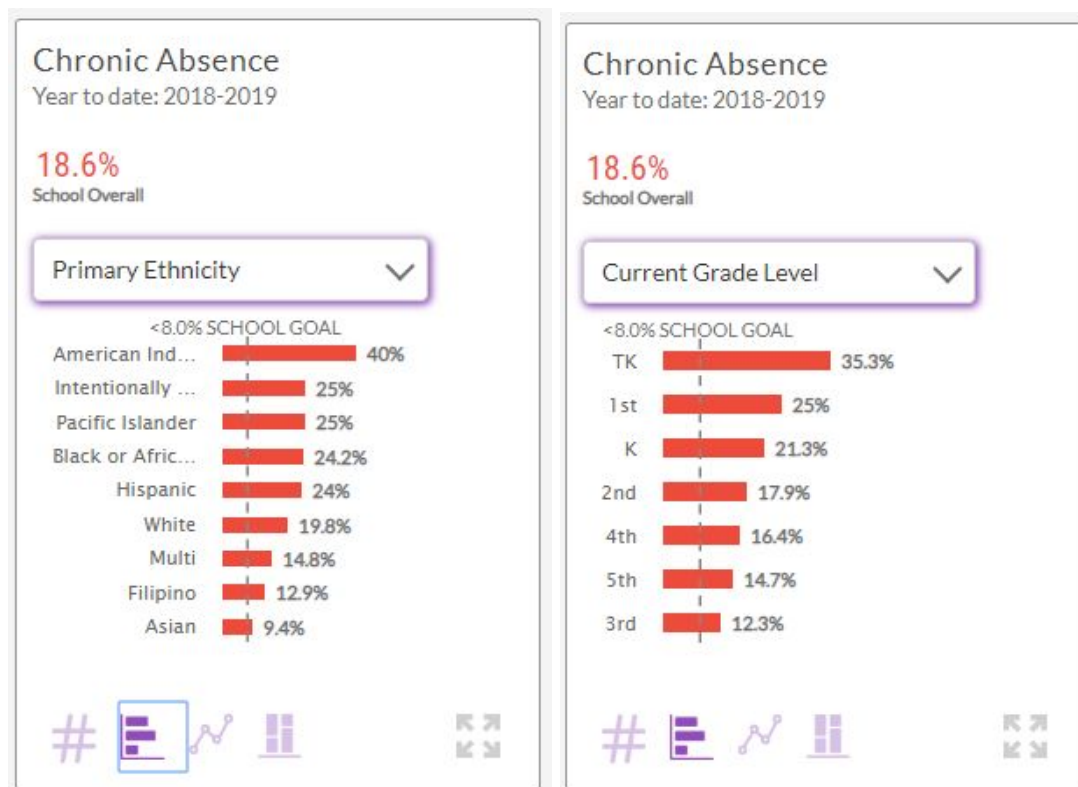 Chronic Absence
Year to date: 2018-2019
18.6%
School Overall
Primary Ethnicity
<8.0% SCHOOL GOAL
American Ind... 40%
Intentionally ... 25%
Pacific Islander 25%
Black or Afric... 24.2%
Hispanic 24%
White 19.8%
Multi 14.8%
Filipino 12.9%
Asian 9.4%
Chronic Absence
Year to date: 2018-2019
18.6%
School Overall
Current Grade Level
<8.0% SCHOOL GOAL
TK 35.3%
1st 25%
K 21.3%
2nd 17.9%
4th 16.4%
5th 14.7%
3rd 12.3%